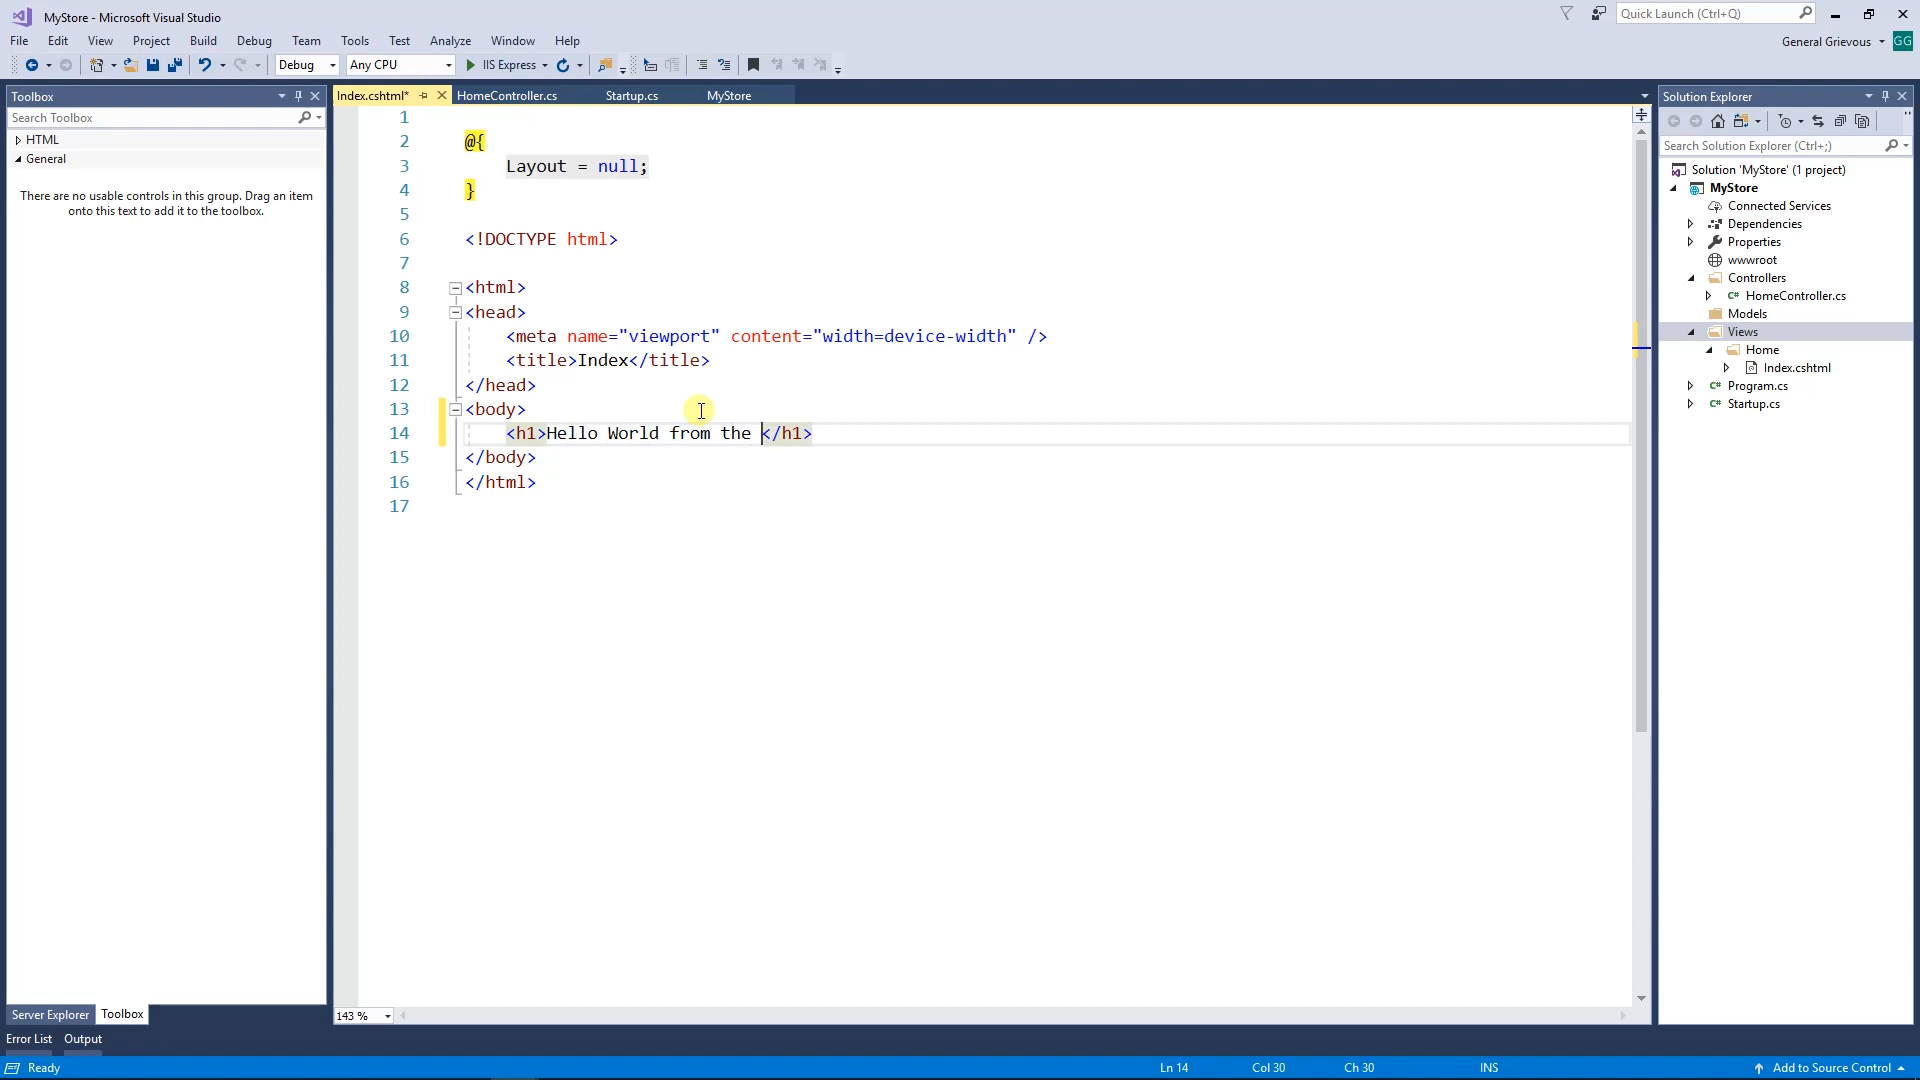 MyStore - Microsoft Visual Studio
Quick Launch (Ctrl+Q)
File Edit View Project Build Debug Team Tools Test Analyze Window Help
General Grievous GG
Debug Any CPU IIS Express
Toolbox
Search Toolbox
HTML
General
There are no usable controls in this group. Drag an item
onto this text to add it to the toolbox.
Server Explorer Toolbox
Index.cshtml* HomeController.cs Startup.cs MyStore
1
2 @{
3 Layout = null;
4 }
5
6 <!DOCTYPE html>
7
8 <html>
9 <head>
10 <meta name="viewport" content="width=device-width" />
11 <title>Index</title>
12 </head>
13 <body>
14 <h1>Hello World from the </h1>
15 </body>
16 </html>
17
143 %
Solution Explorer
Search Solution Explorer (Ctrl+;)
Solution 'MyStore' (1 project)
MyStore
Connected Services
Dependencies
Properties
wwwroot
Controllers
C# HomeController.cs
Models
Views
Home
Index.cshtml
C# Program.cs
C# Startup.cs
Error List Output
Ready Ln 14 Col 30 Ch 30 INS Add to Source Control